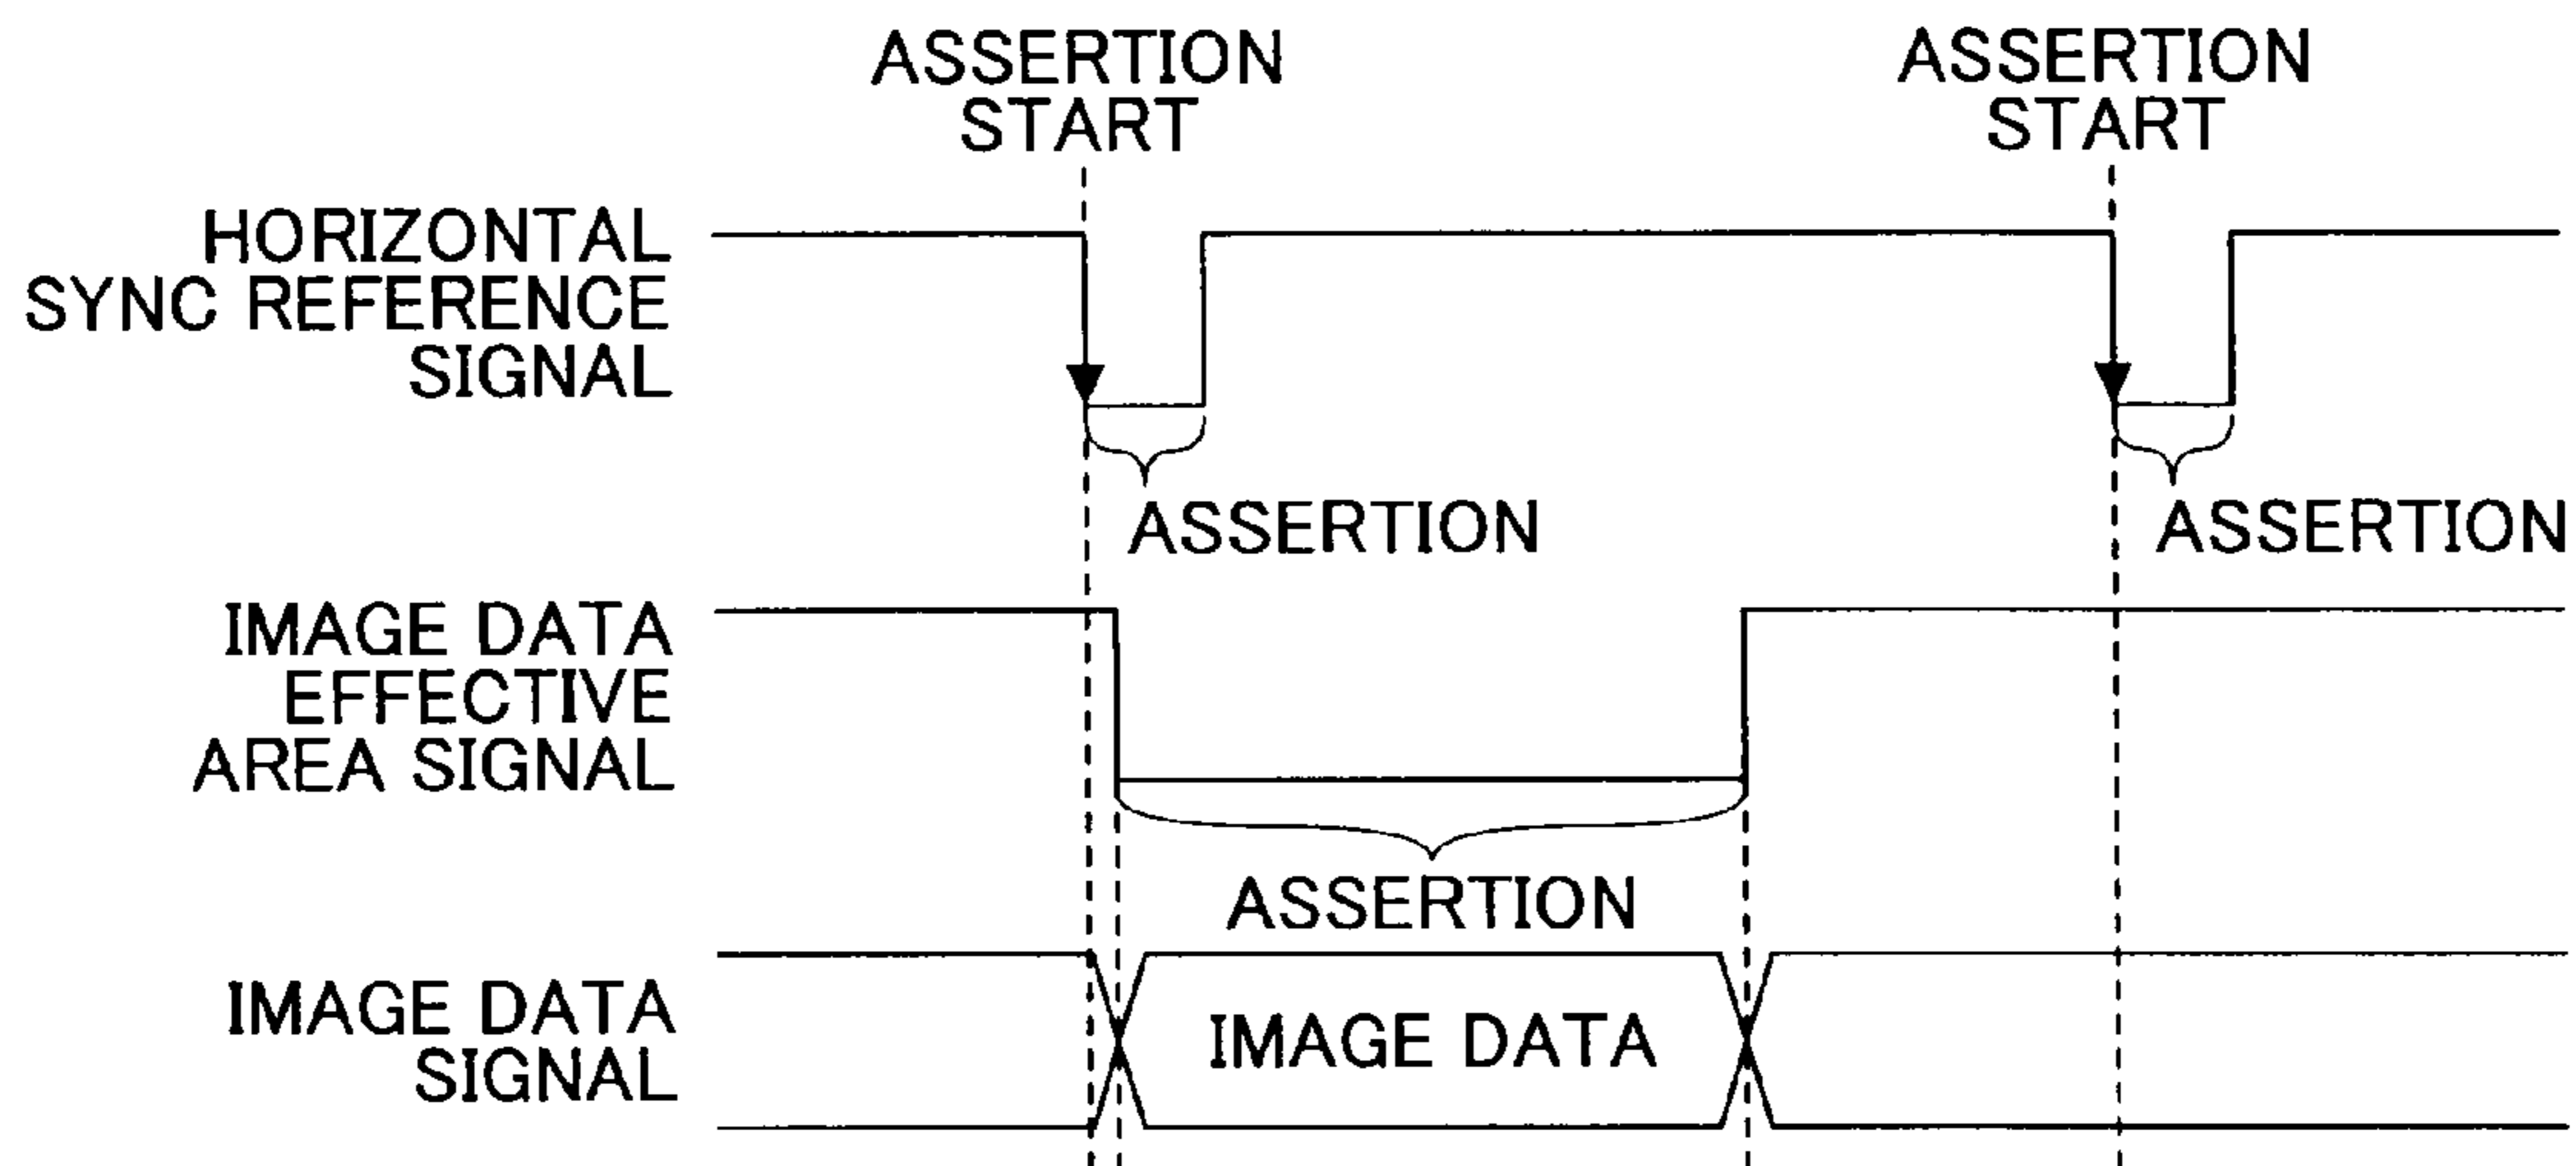 ASSERTION
START
ASSERTION
START
HORIZONTAL
SYNC REFERENCE
SIGNAL
ASSERTION
ASSERTION
IMAGE DATA
EFFECTIVE
AREA SIGNAL
ASSERTION
IMAGE DATA
SIGNAL
IMAGE DATA